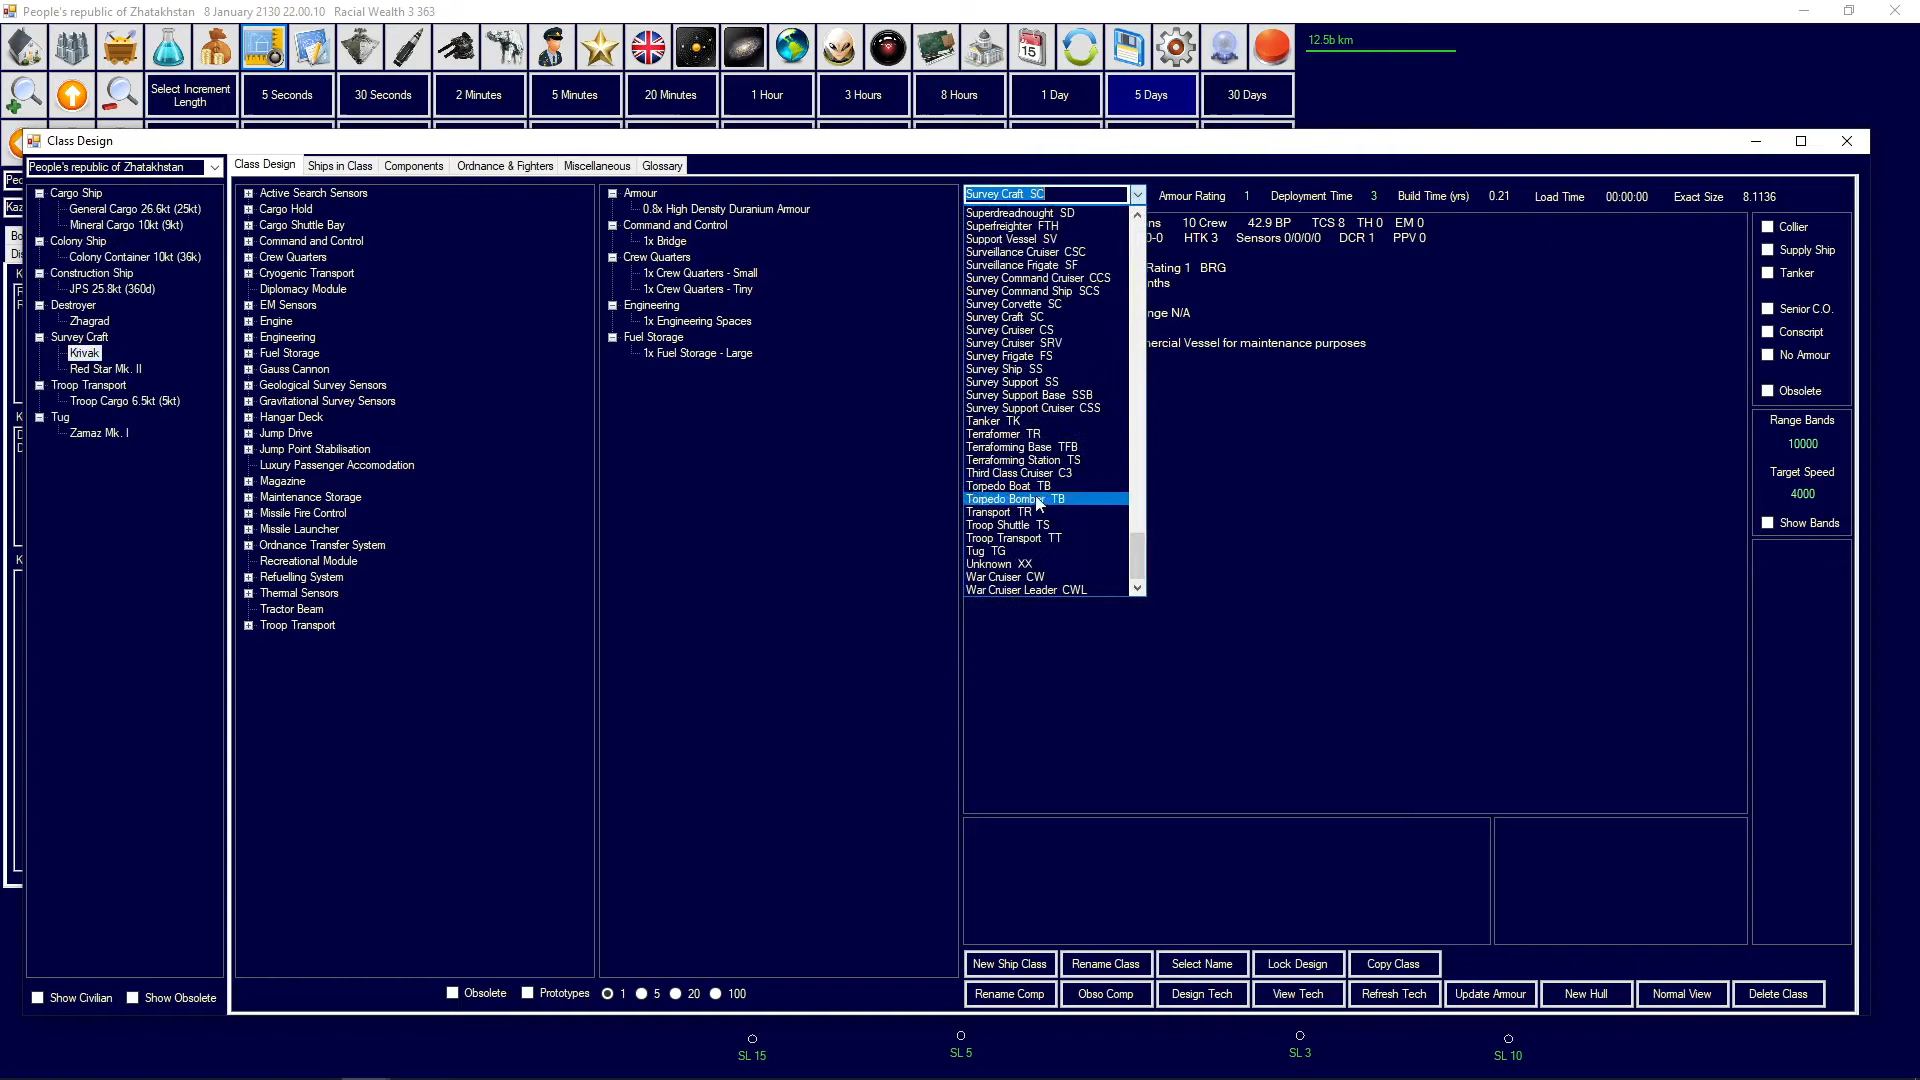 People's republic of Zhatakhstan   8 January 2130 22.00.10   Racial Wealth 3 363
12.5b km
Select Increment Length
5 Seconds
30 Seconds
2 Minutes
5 Minutes
20 Minutes
1 Hour
3 Hours
8 Hours
1 Day
5 Days
30 Days
Class Design
People's republic of Zhatakhstan
Class Design
Ships in Class
Components
Ordnance & Fighters
Miscellaneous
Glossary
Cargo Ship
General Cargo 26.6kt (25kt)
Mineral Cargo 10kt (9kt)
Colony Ship
Colony Container 10kt (36k)
Construction Ship
JPS 25.8kt (360d)
Destroyer
Zhagrad
Survey Craft
Krivak
Red Star Mk. II
Troop Transport
Troop Cargo 6.5kt (5kt)
Tug
Zamaz Mk. I
Show Civilian
Show Obsolete
Active Search Sensors
Cargo Hold
Cargo Shuttle Bay
Command and Control
Crew Quarters
Cryogenic Transport
Diplomacy Module
EM Sensors
Engine
Engineering
Fuel Storage
Gauss Cannon
Geological Survey Sensors
Gravitational Survey Sensors
Hangar Deck
Jump Drive
Jump Point Stabilisation
Luxury Passenger Accomodation
Magazine
Maintenance Storage
Missile Fire Control
Missile Launcher
Ordnance Transfer System
Recreational Module
Refuelling System
Thermal Sensors
Tractor Beam
Troop Transport
Obsolete
Prototypes
1
5
20
100
Armour
0.8x High Density Duranium Armour
Command and Control
1x Bridge
Crew Quarters
1x Crew Quarters - Small
1x Crew Quarters - Tiny
Engineering
1x Engineering Spaces
Fuel Storage
1x Fuel Storage - Large
Survey Craft  SC
Superdreadnought  SD
Superfreighter  FTH
Support Vessel  SV
Surveillance Cruiser  CSC
Surveillance Frigate  SF
Survey Command Cruiser  CCS
Survey Command Ship  SCS
Survey Corvette  SC
Survey Craft  SC
Survey Cruiser  CS
Survey Cruiser  SRV
Survey Frigate  FS
Survey Ship  SS
Survey Support  SS
Survey Support Base  SSB
Survey Support Cruiser  CSS
Tanker  TK
Terraformer  TR
Terraforming Base  TFB
Terraforming Station  TS
Third Class Cruiser  C3
Torpedo Boat  TB
Torpedo Bomber  TB
Transport  TR
Troop Shuttle  TS
Troop Transport  TT
Tug  TG
Unknown  XX
War Cruiser  CW
War Cruiser Leader  CWL
Armour Rating   1   Deployment Time   3   Build Time (yrs)   0.21   Load Time   00:00:00   Exact Size   8.1136
10 Crew   42.9 BP   TCS 8   TH 0   EM 0
HTK 3   Sensors 0/0/0/0   DCR 1   PPV 0
Rating 1   BRG
N/A
Vessel for maintenance purposes
Collier
Supply Ship
Tanker
Senior C.O.
Conscript
No Armour
Obsolete
Range Bands
10000
Target Speed
4000
Show Bands
New Ship Class
Rename Class
Select Name
Lock Design
Copy Class
Rename Comp
Obso Comp
Design Tech
View Tech
Refresh Tech
Update Armour
New Hull
Normal View
Delete Class
SL 15
SL 5
SL 3
SL 10